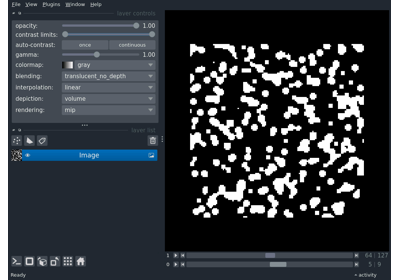 File View Plugins Window Help
layer controls
opacity: 1.00
contrast limits:
auto-contrast: once continuous
gamma: 1.00
colormap: gray
blending: translucent_no_depth
interpolation: linear
depiction: volume
rendering: mip
layer list
Image
1 64 127
0 5 9
Ready activity